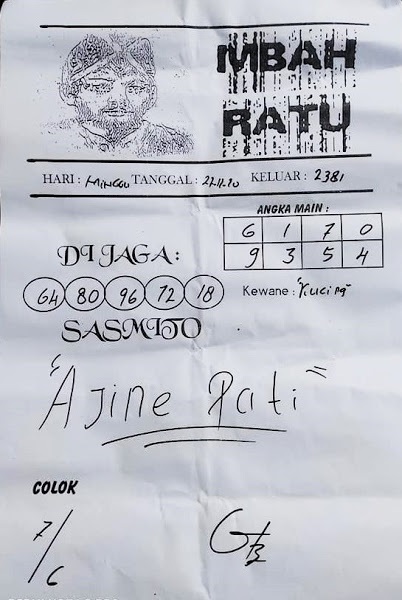 MBAH
RATU
HARI : MINGGU TANGGAL : 27.12.20 KELUAR : 2381
ANGKA MAIN :
6 1 7 0
9 3 5 4
DI JAGA :
64 80 96 72 18
Kewane : Kucing
SASMITO
"Ajine Pati"
COLOK
7/6